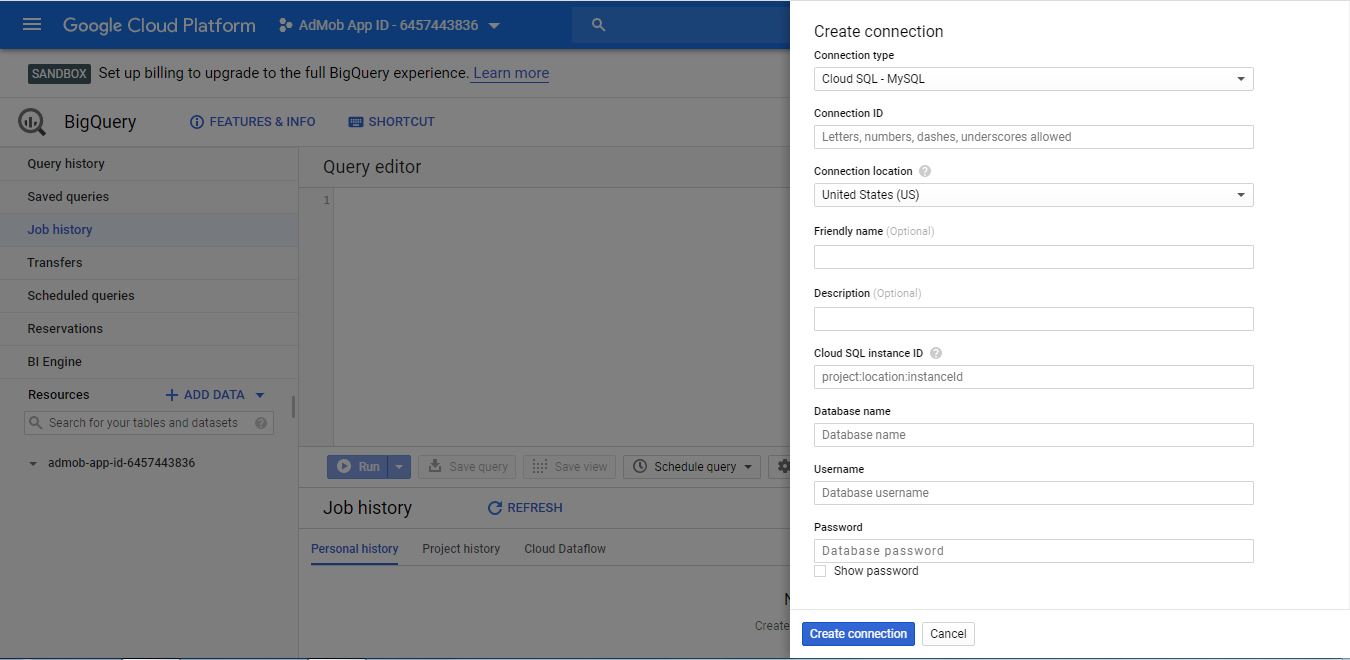 Google Cloud Platform
AdMob App ID - 6457443836
SANDBOX Set up billing to upgrade to the full BigQuery experience. Learn more
BigQuery
FEATURES & INFO
SHORTCUT
Query history
Saved queries
Job history
Transfers
Scheduled queries
Reservations
BI Engine
Resources
ADD DATA
Search for your tables and datasets
admob-app-id-6457443836
Query editor
1
Run
Save query
Save view
Schedule query
Job history
REFRESH
Personal history
Project history
Cloud Dataflow
Create
Create connection
Connection type
Cloud SQL - MySQL
Connection ID
Letters, numbers, dashes, underscores allowed
Connection location
United States (US)
Friendly name (Optional)
Description (Optional)
Cloud SQL instance ID
project:location:instanceId
Database name
Database name
Username
Database username
Password
Database password
Show password
Create connection
Cancel